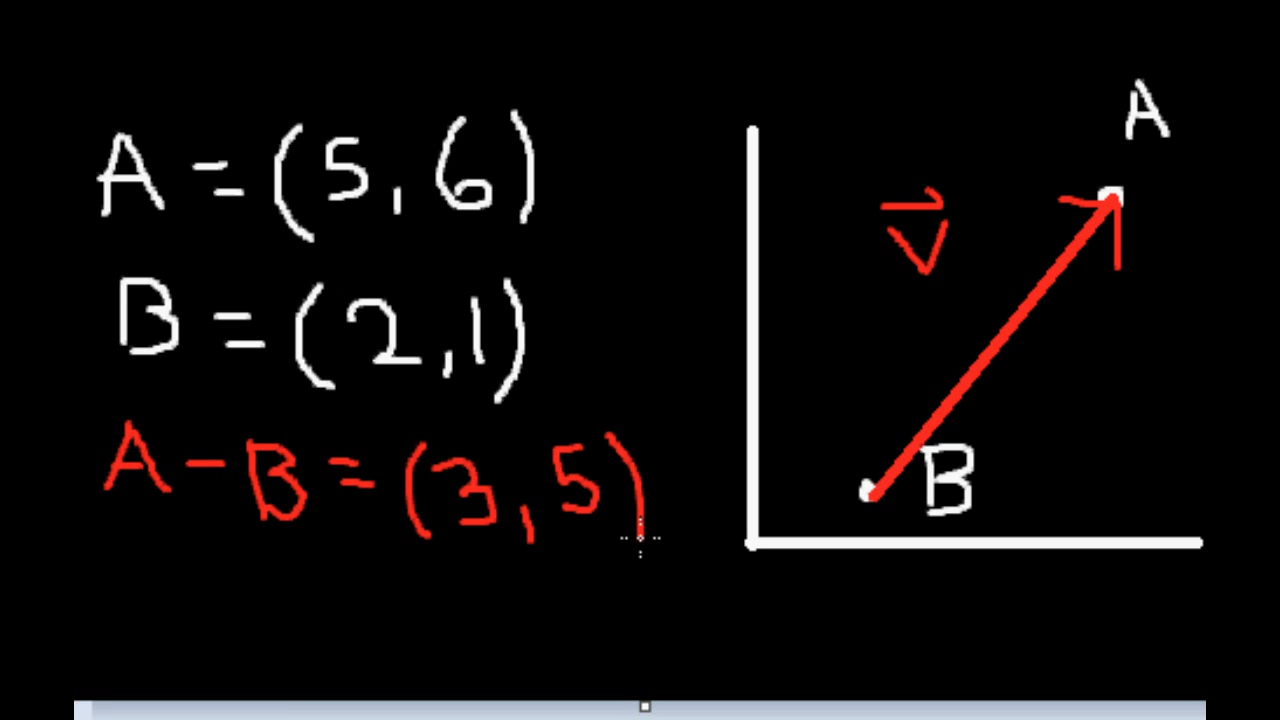 A = (5, 6)
B = (2, 1)
A - B = (3, 5)
A
V
B